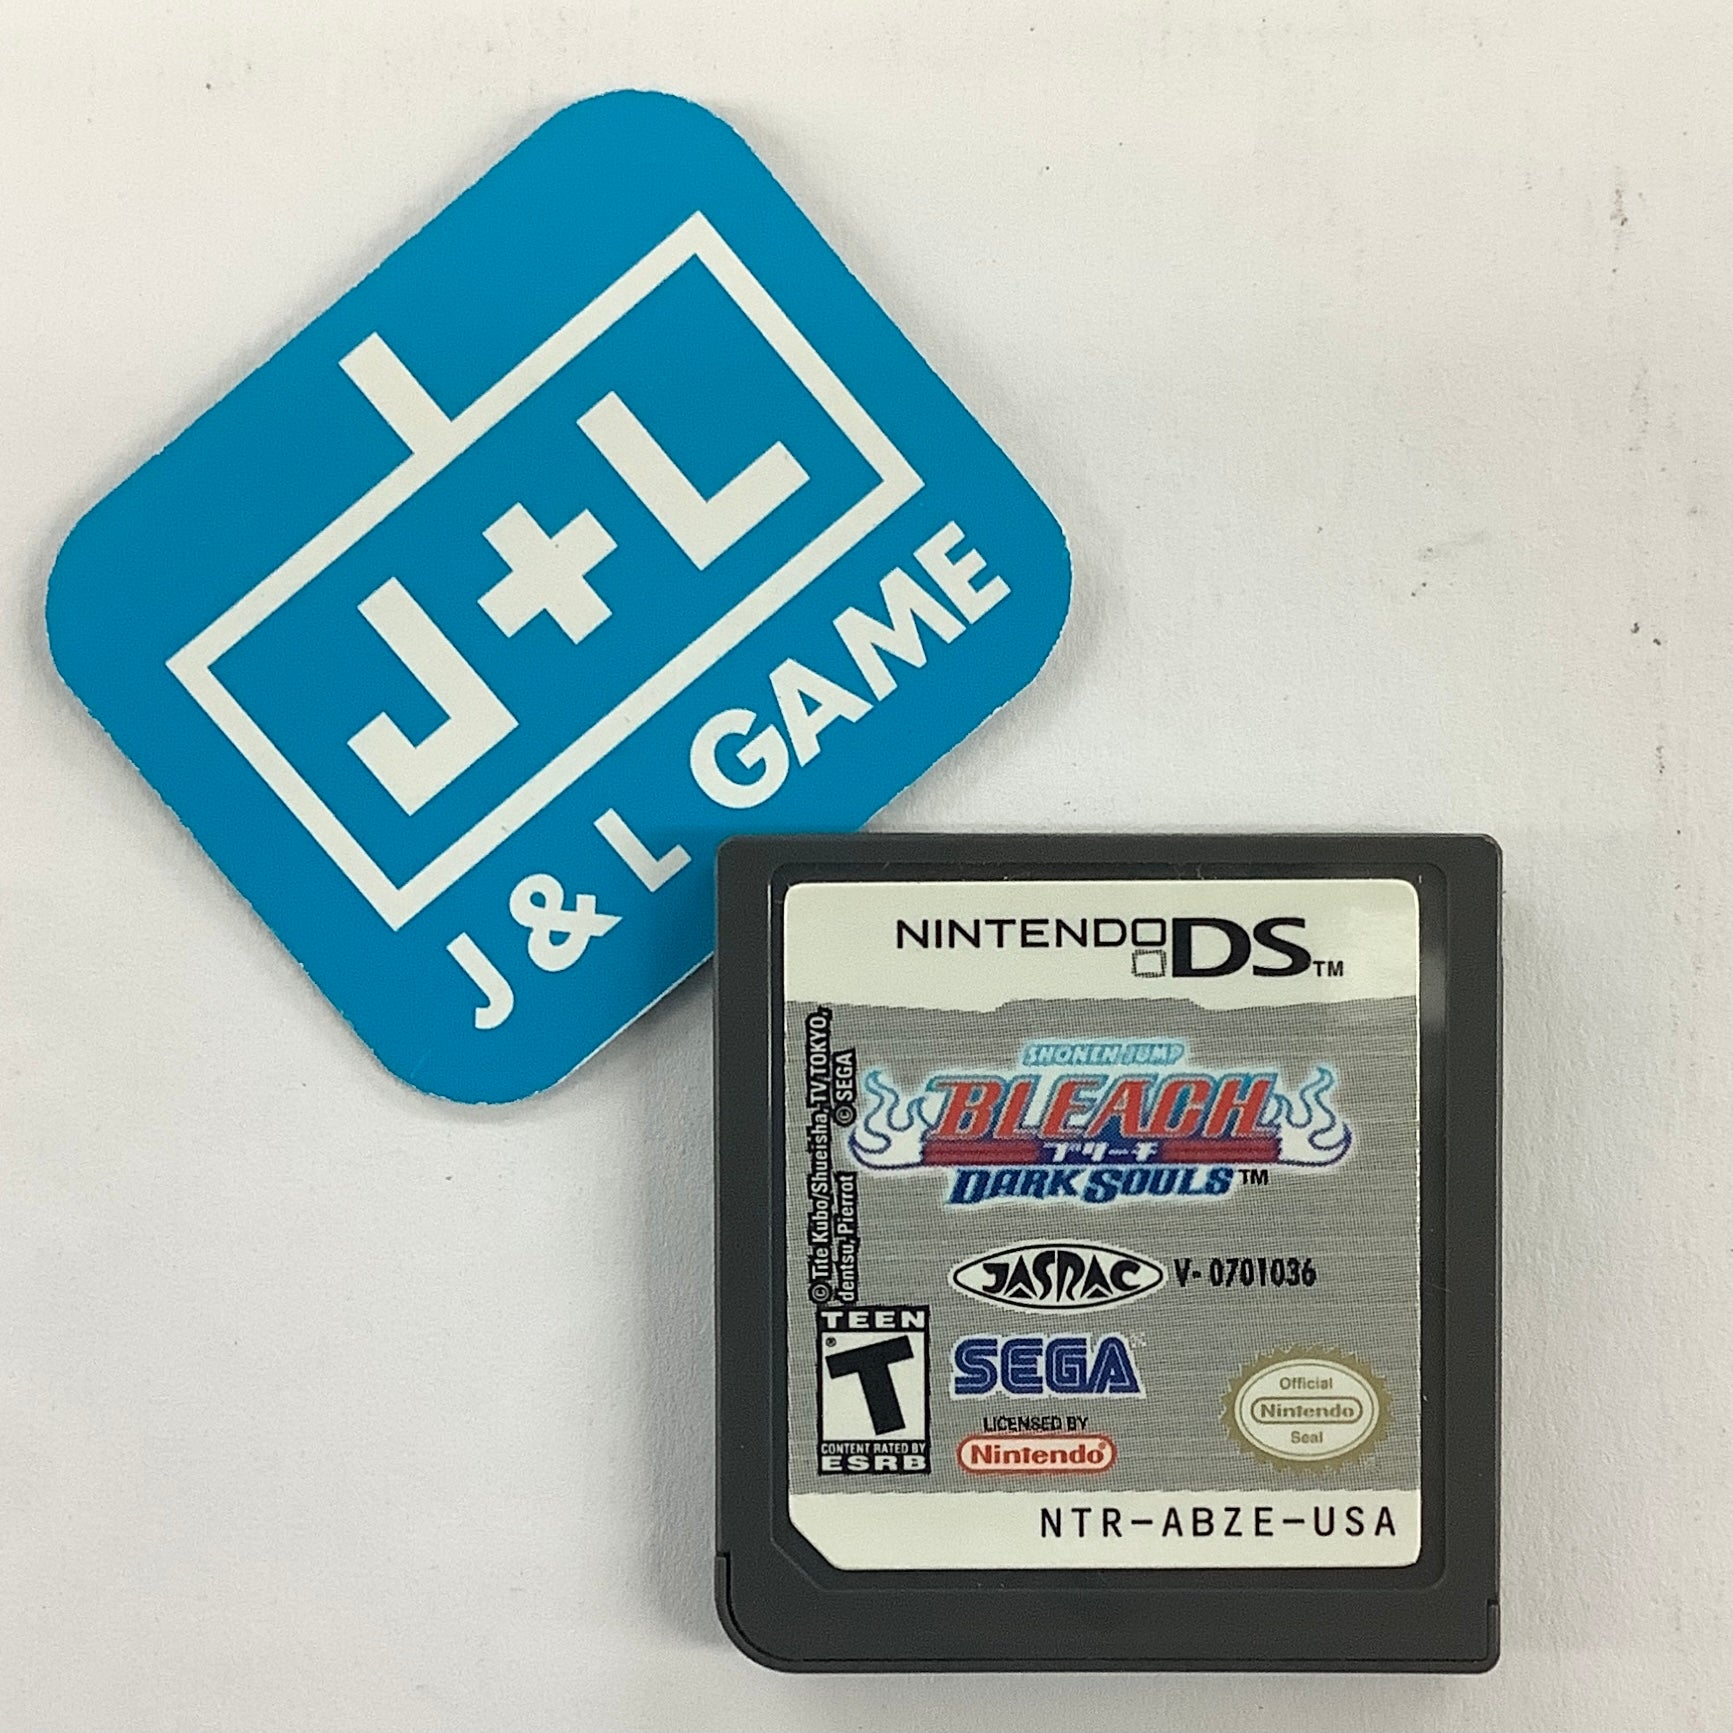 J+L
J & L GAME
NINTENDO DS™
© Tite Kubo/Shueisha, TV TOKYO,
dentsu, Pierrot © SEGA
SHONEN JUMP
BLEACH
ブリーチ
DARK SOULS™
JASRAC V-0701036
TEEN
T
CONTENT RATED BY
ESRB
SEGA
LICENSED BY
Nintendo®
Official
Nintendo
Seal
NTR-ABZE-USA